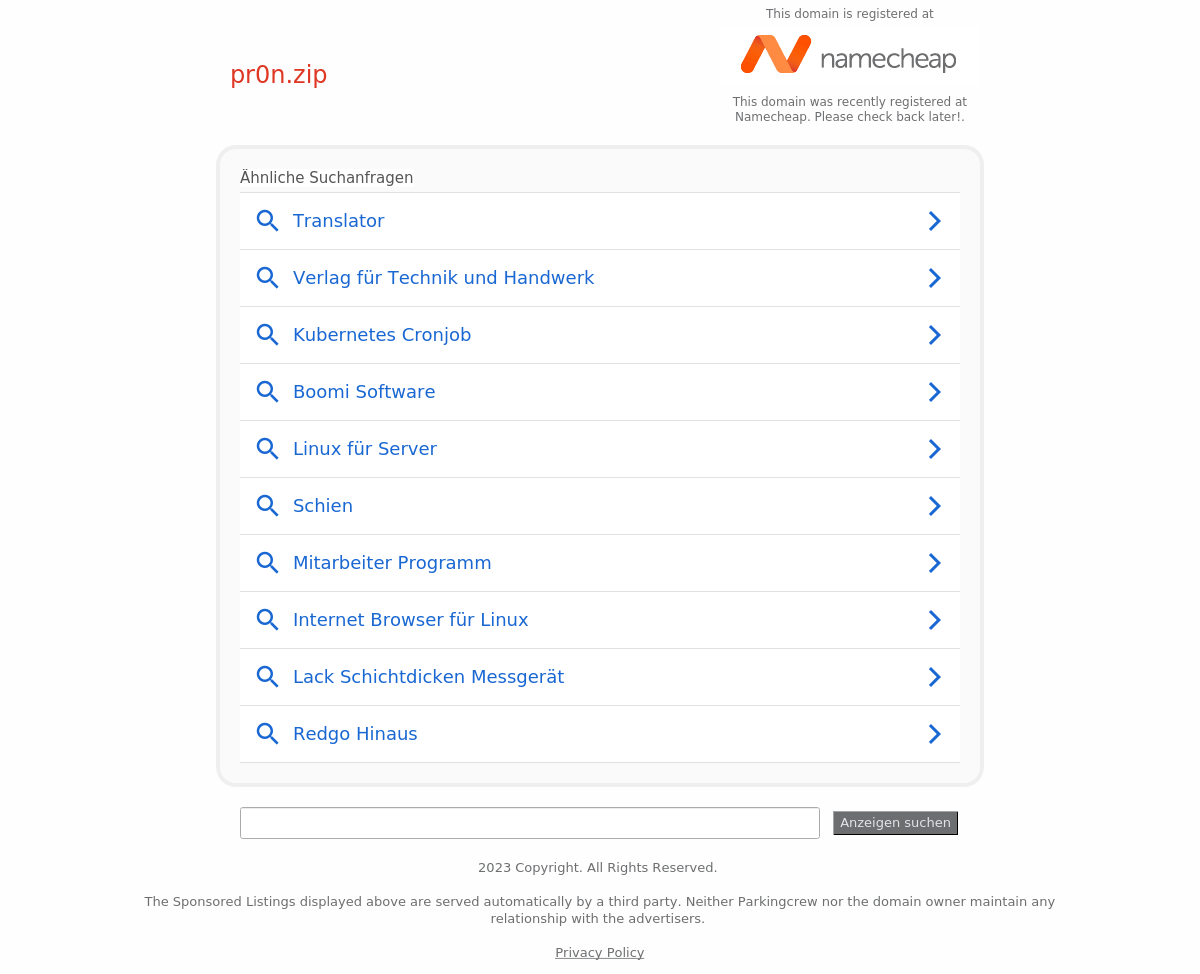 This domain is registered at
namecheap
pr0n.zip
This domain was recently registered at
Namecheap. Please check back later!.
Ähnliche Suchanfragen
Translator
Verlag für Technik und Handwerk
Kubernetes Cronjob
Boomi Software
Linux für Server
Schien
Mitarbeiter Programm
Internet Browser für Linux
Lack Schichtdicken Messgerät
Redgo Hinaus
Anzeigen suchen
2023 Copyright. All Rights Reserved.
The Sponsored Listings displayed above are served automatically by a third party. Neither Parkingcrew nor the domain owner maintain any
relationship with the advertisers.
Privacy Policy